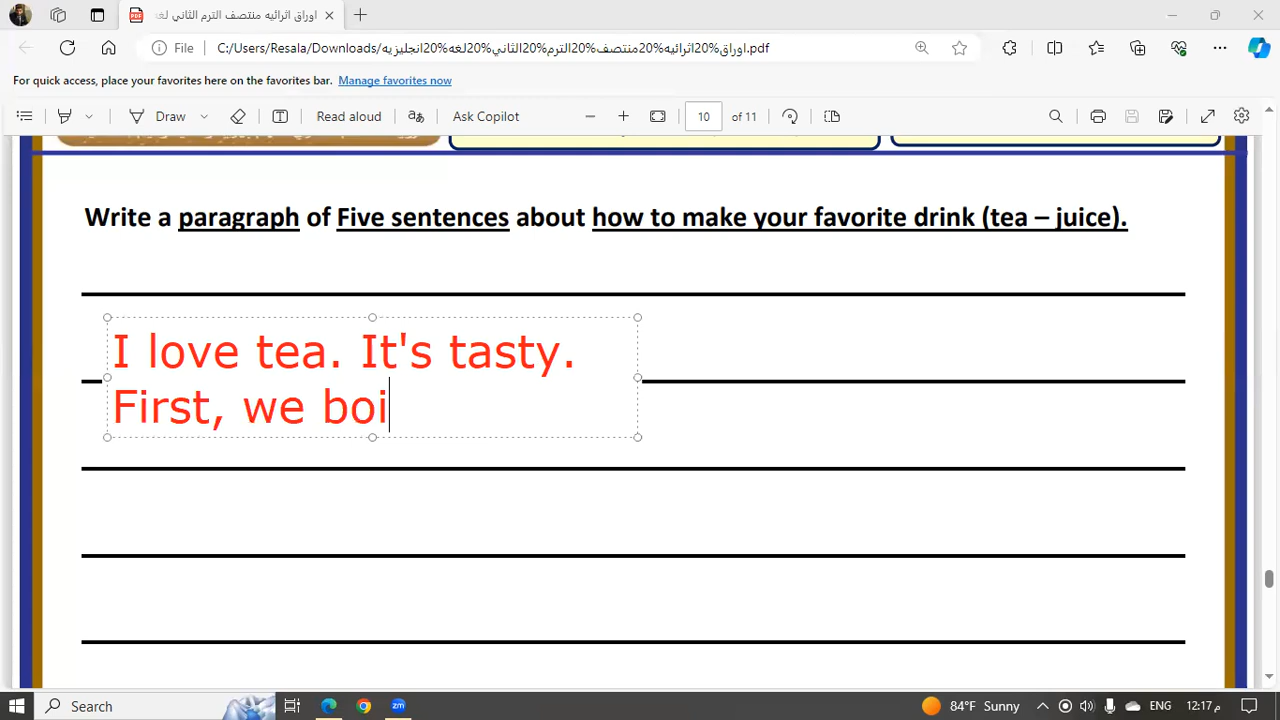 اوراق اثرائيه منتصف الترم الثاني لغه
File
C:/Users/Resala/Downloads/اوراق%20اثرائيه%20منتصف%20الترم%20الثاني%20لغه%20انجليزيه.pdf
For quick access, place your favorites here on the favorites bar. Manage favorites now
Draw
Read aloud
Ask Copilot
10 of 11
Write a paragraph of Five sentences about how to make your favorite drink (tea – juice).
I love tea. It's tasty.
First, we boi
Search
84°F Sunny
ENG
12:17 م